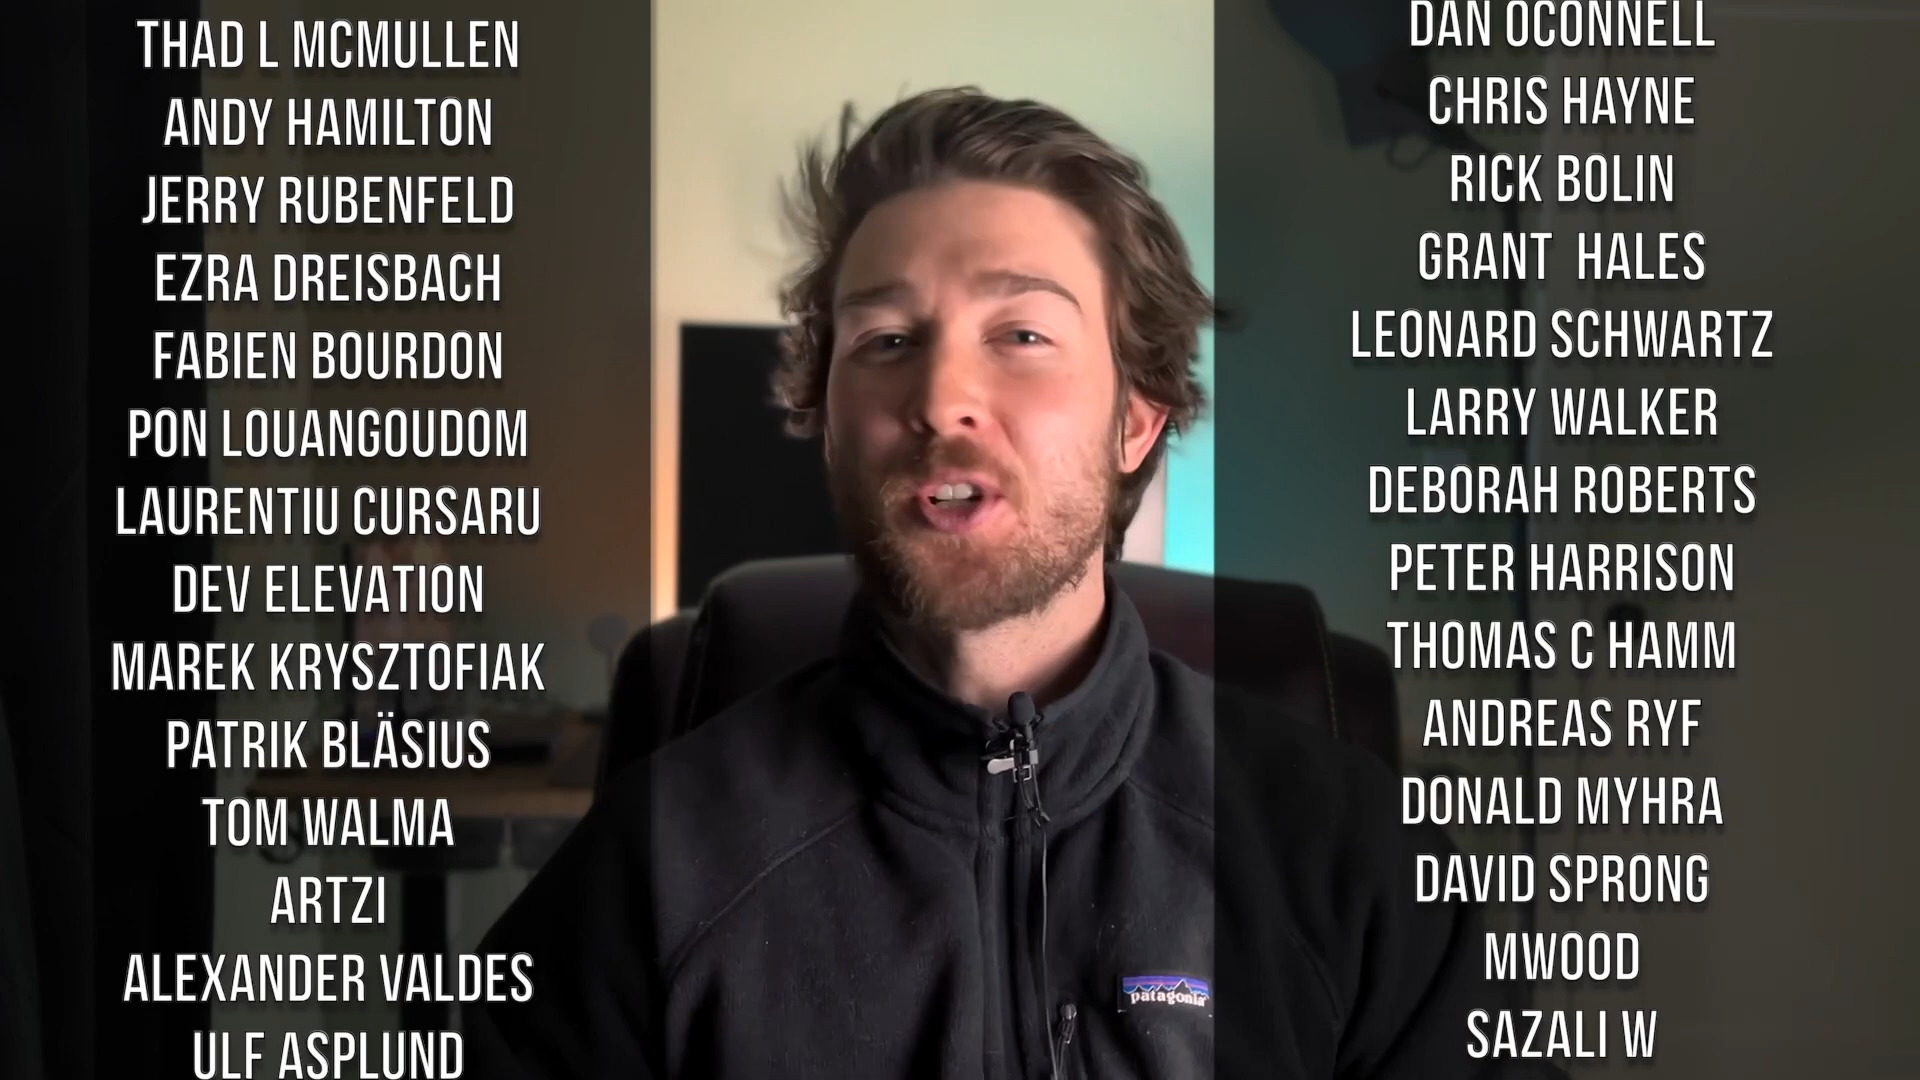 THAD L MCMULLEN
ANDY HAMILTON
JERRY RUBENFELD
EZRA DREISBACH
FABIEN BOURDON
PON LOUANGOUDOM
LAURENTIU CURSARU
DEV ELEVATION
MAREK KRYSZTOFIAK
PATRIK BLÄSIUS
TOM WALMA
ARTZI
ALEXANDER VALDES
ULF ASPLUND
DAN OCONNELL
CHRIS HAYNE
RICK BOLIN
GRANT  HALES
LEONARD SCHWARTZ
LARRY WALKER
DEBORAH ROBERTS
PETER HARRISON
THOMAS C HAMM
ANDREAS RYF
DONALD MYHRA
DAVID SPRONG
MWOOD
SAZALI W
patagonia